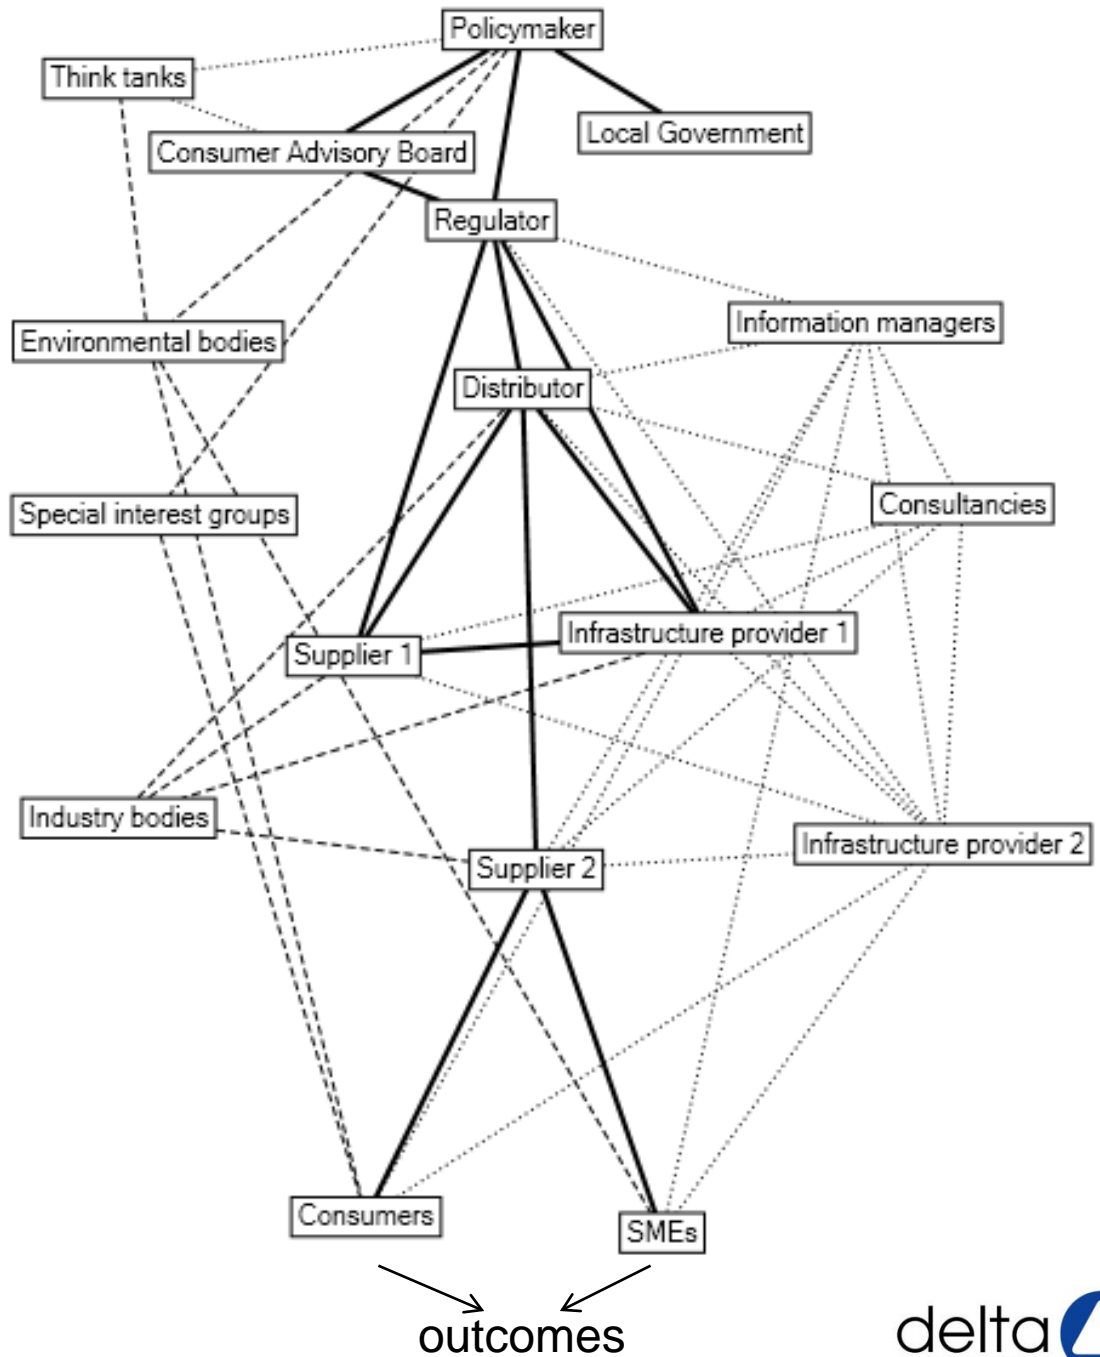 Policymaker
Think tanks
Local Government
Consumer Advisory Board
Regulator
Information managers
Environmental bodies
Distributor
Consultancies
Special interest groups
Infrastructure provider 1
Supplier 1
Industry bodies
Infrastructure provider 2
Supplier 2
Consumers
SMEs
outcomes
delta